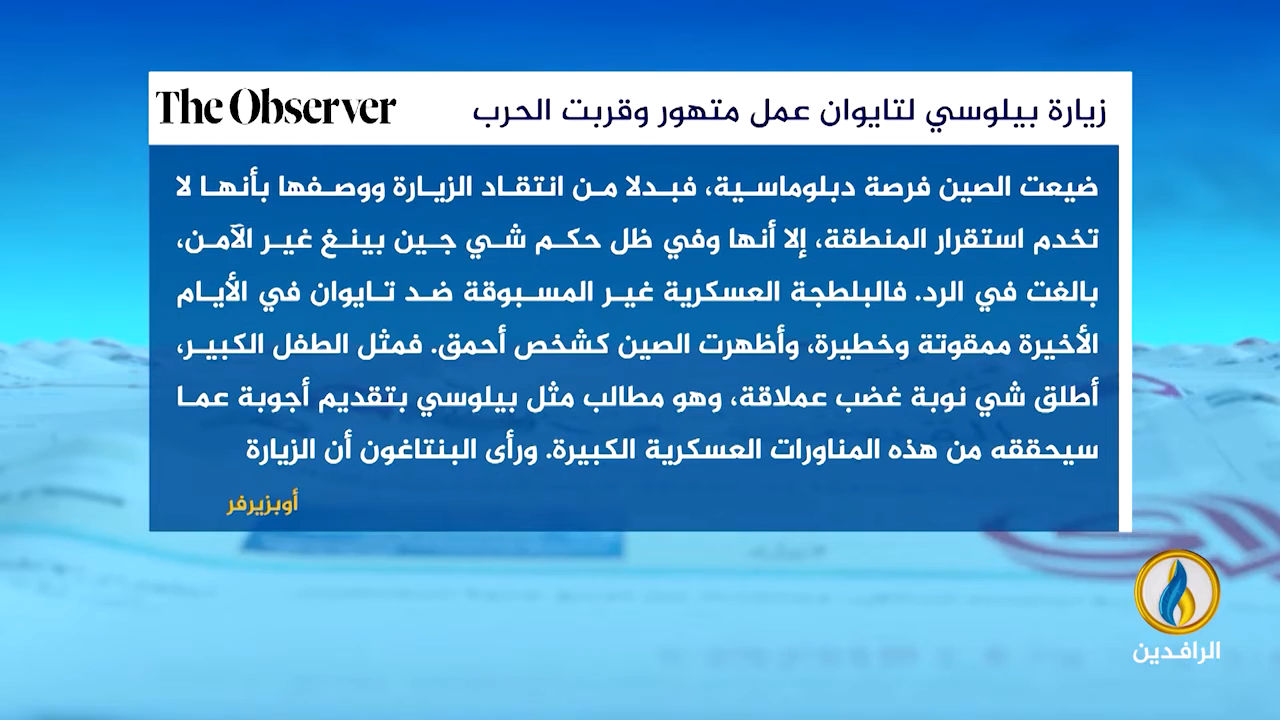 The Observer
زيارة بيلوسي لتايوان عمل متهور وقربت الحرب
ضيعت الصين فرصة دبلوماسية، فبدلا من انتقاد الزيارة ووصفها بأنها لا
تخدم استقرار المنطقة، إلا أنها وفي ظل حكم شي جين بينغ غير الآمن،
بالغت في الرد. فالبلطجة العسكرية غير المسبوقة ضد تايوان في الأيام
الأخيرة ممقوتة وخطيرة، وأظهرت الصين كشخص أحمق. فمثل الطفل الكبير،
أطلق شي نوبة غضب عملاقة، وهو مطالب مثل بيلوسي بتقديم أجوبة عما
سيحققه من هذه المناورات العسكرية الكبيرة. ورأى البنتاغون أن الزيارة
أوبزيرفر
الرافدين